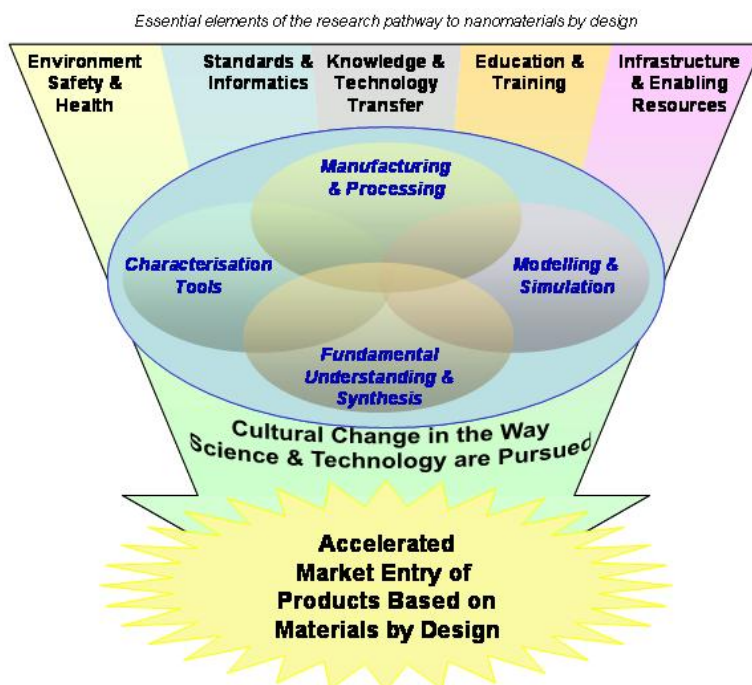 Essential elements of the research pathway to nanomaterials by design
Environment
Safety &
Health
Standards &
Informatics
Knowledge &
Technology
Transfer
Education &
Training
Infrastructure
& Enabling
Resources
Manufacturing
& Processing
Characterisation
Tools
Modelling &
Simulation
Fundamental
Understanding &
Synthesis
Cultural Change in the Way
Science & Technology are Pursued
Accelerated
Market Entry of
Products Based on
Materials by Design